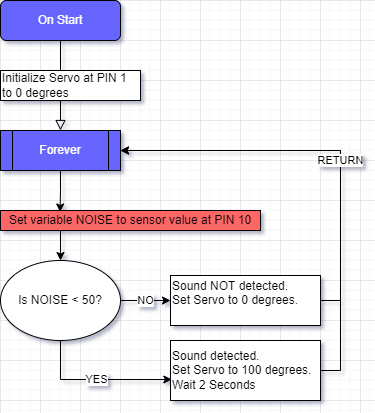 On Start
Initialize Servo at PIN 1
to 0 degrees
Forever
RETURN
Set variable NOISE to sensor value at PIN 10
Is NOISE < 50?
NO
Sound NOT detected.
Set Servo to 0 degrees.
YES
Sound detected.
Set Servo to 100 degrees.
Wait 2 Seconds